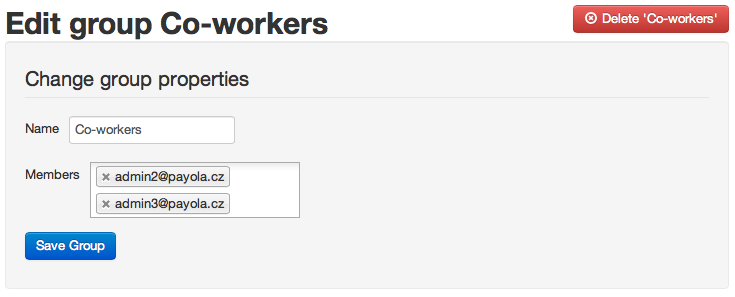 Edit group Co-workers
Delete 'Co-workers'
Change group properties
Name Co-workers
Members admin2@payola.cz
admin3@payola.cz
Save Group